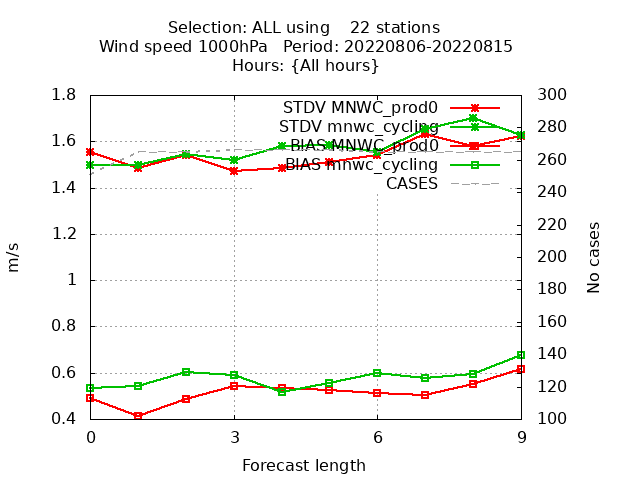 Selection: ALL using    22 stations
Wind speed 1000hPa   Period: 20220806-20220815
Hours: {All hours}
1.8
1.6
1.4
1.2
1
0.8
0.6
0.4
300
280
260
240
220
200
180
160
140
120
100
STDV MNWC_prod0
STDV mnwc_cycling
BIAS MNWC_prod0
BIAS mnwc_cycling
CASES
m/s
No cases
0
3
6
9
Forecast length